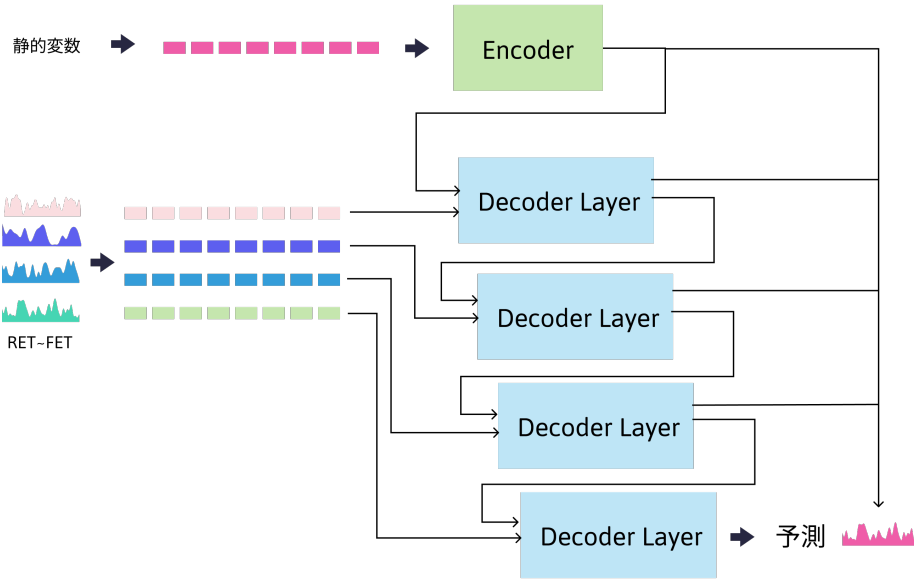 静的変数
Encoder
Decoder Layer
Decoder Layer
RET~FET
Decoder Layer
Decoder Layer
予測